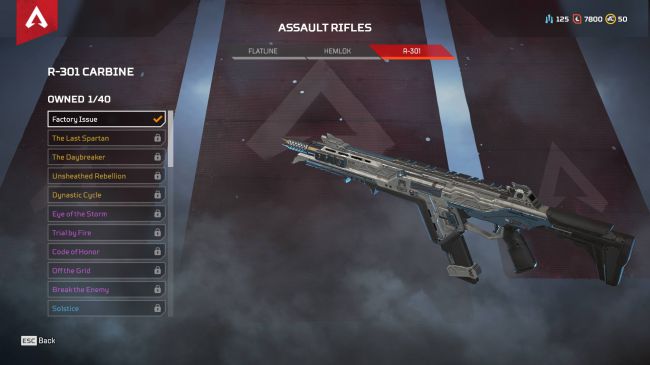 ASSAULT RIFLES
125 7800 50
FLATLINE HEMLOK R-301
R-301 CARBINE
OWNED 1/40
Factory Issue
The Last Spartan
The Daybreaker
Unsheathed Rebellion
Dynastic Cycle
Eye of the Storm
Trial by Fire
Code of Honor
Off the Grid
Break the Enemy
Solstice
ESC Back